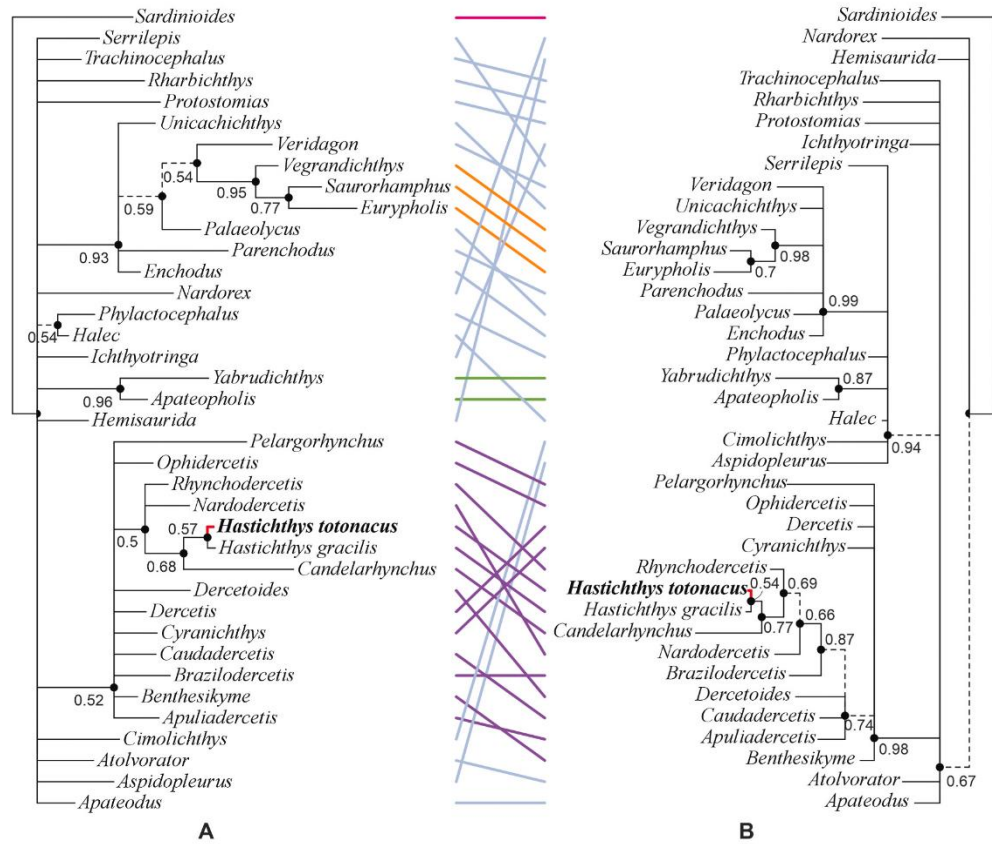 Sardinioides
Serrilepis
Trachinocephalus
Rharbichthys
Protostomias
Unicachichthys
Veridagon
0.54
Vegrandichthys
0.95
Saurorhamphus
0.77
Eurypholis
0.59
Palaeolycus
Parenchodus
0.93
Enchodus
Nardorex
Phylactocephalus
0.54
Halec
Ichthyotringa
Yabrudichthys
0.96
Apateopholis
Hemisaurida
Pelargorhynchus
Ophidercetis
Rhynchodercetis
Nardodercetis
0.57
Hastichthys totonacus
0.5
Hastichthys gracilis
0.68
Candelarhynchus
Dercetoides
Dercetis
Cyranichthys
Caudadercetis
Brazilodercetis
0.52
Benthesikyme
Apuliadercetis
Cimolichthys
Atolvorator
Aspidopleurus
Apateodus
A
Sardinioides
Nardorex
Hemisaurida
Trachinocephalus
Rharbichthys
Protostomias
Ichthyotringa
Serrilepis
Veridagon
Unicachichthys
Vegrandichthys
Saurorhamphus
0.98
Eurypholis
0.7
Parenchodus
0.99
Palaeolycus
Enchodus
Phylactocephalus
Yabrudichthys
0.87
Apateopholis
Halec
Cimolichthys
0.94
Aspidopleurus
Pelargorhynchus
Ophidercetis
Dercetis
Cyranichthys
Rhynchodercetis
Hastichthys totonacus
0.54
0.69
Hastichthys gracilis
0.66
Candelarhynchus
0.77
0.87
Nardodercetis
Brazilodercetis
Dercetoides
Caudadercetis
0.74
Apuliadercetis
0.98
Benthesikyme
Atolvorator
0.67
Apateodus
B